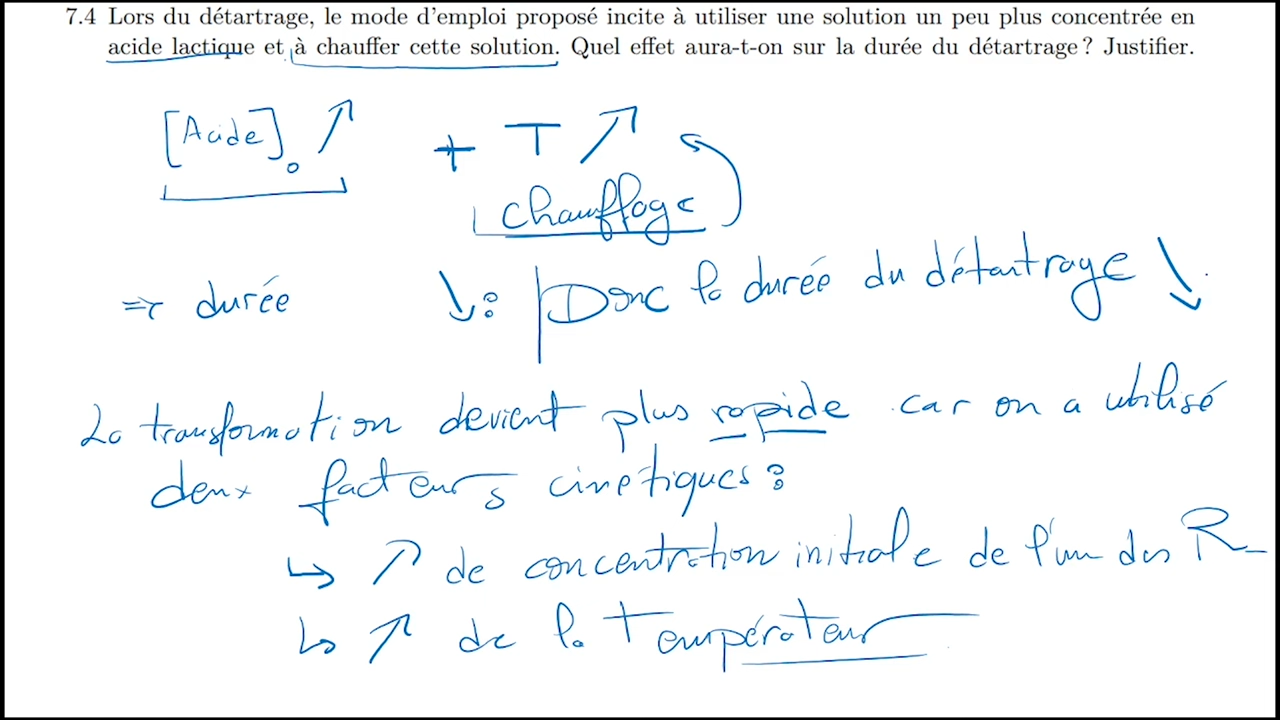 7.4 Lors du détartrage, le mode d'emploi proposé incite à utiliser une solution un peu plus concentrée en
acide lactique et à chauffer cette solution. Quel effet aura-t-on sur la durée du détartrage ? Justifier.
[Acide]₀ ↗ + T ↗
chauffage
⇒ durée ↘ : Donc la durée du détartrage ↘
La transformation devient plus rapide car on a utilisé
deux facteurs cinétiques :
↳ ↗ de concentration initiale de l'un des R_
↳ ↗ de la Températeur